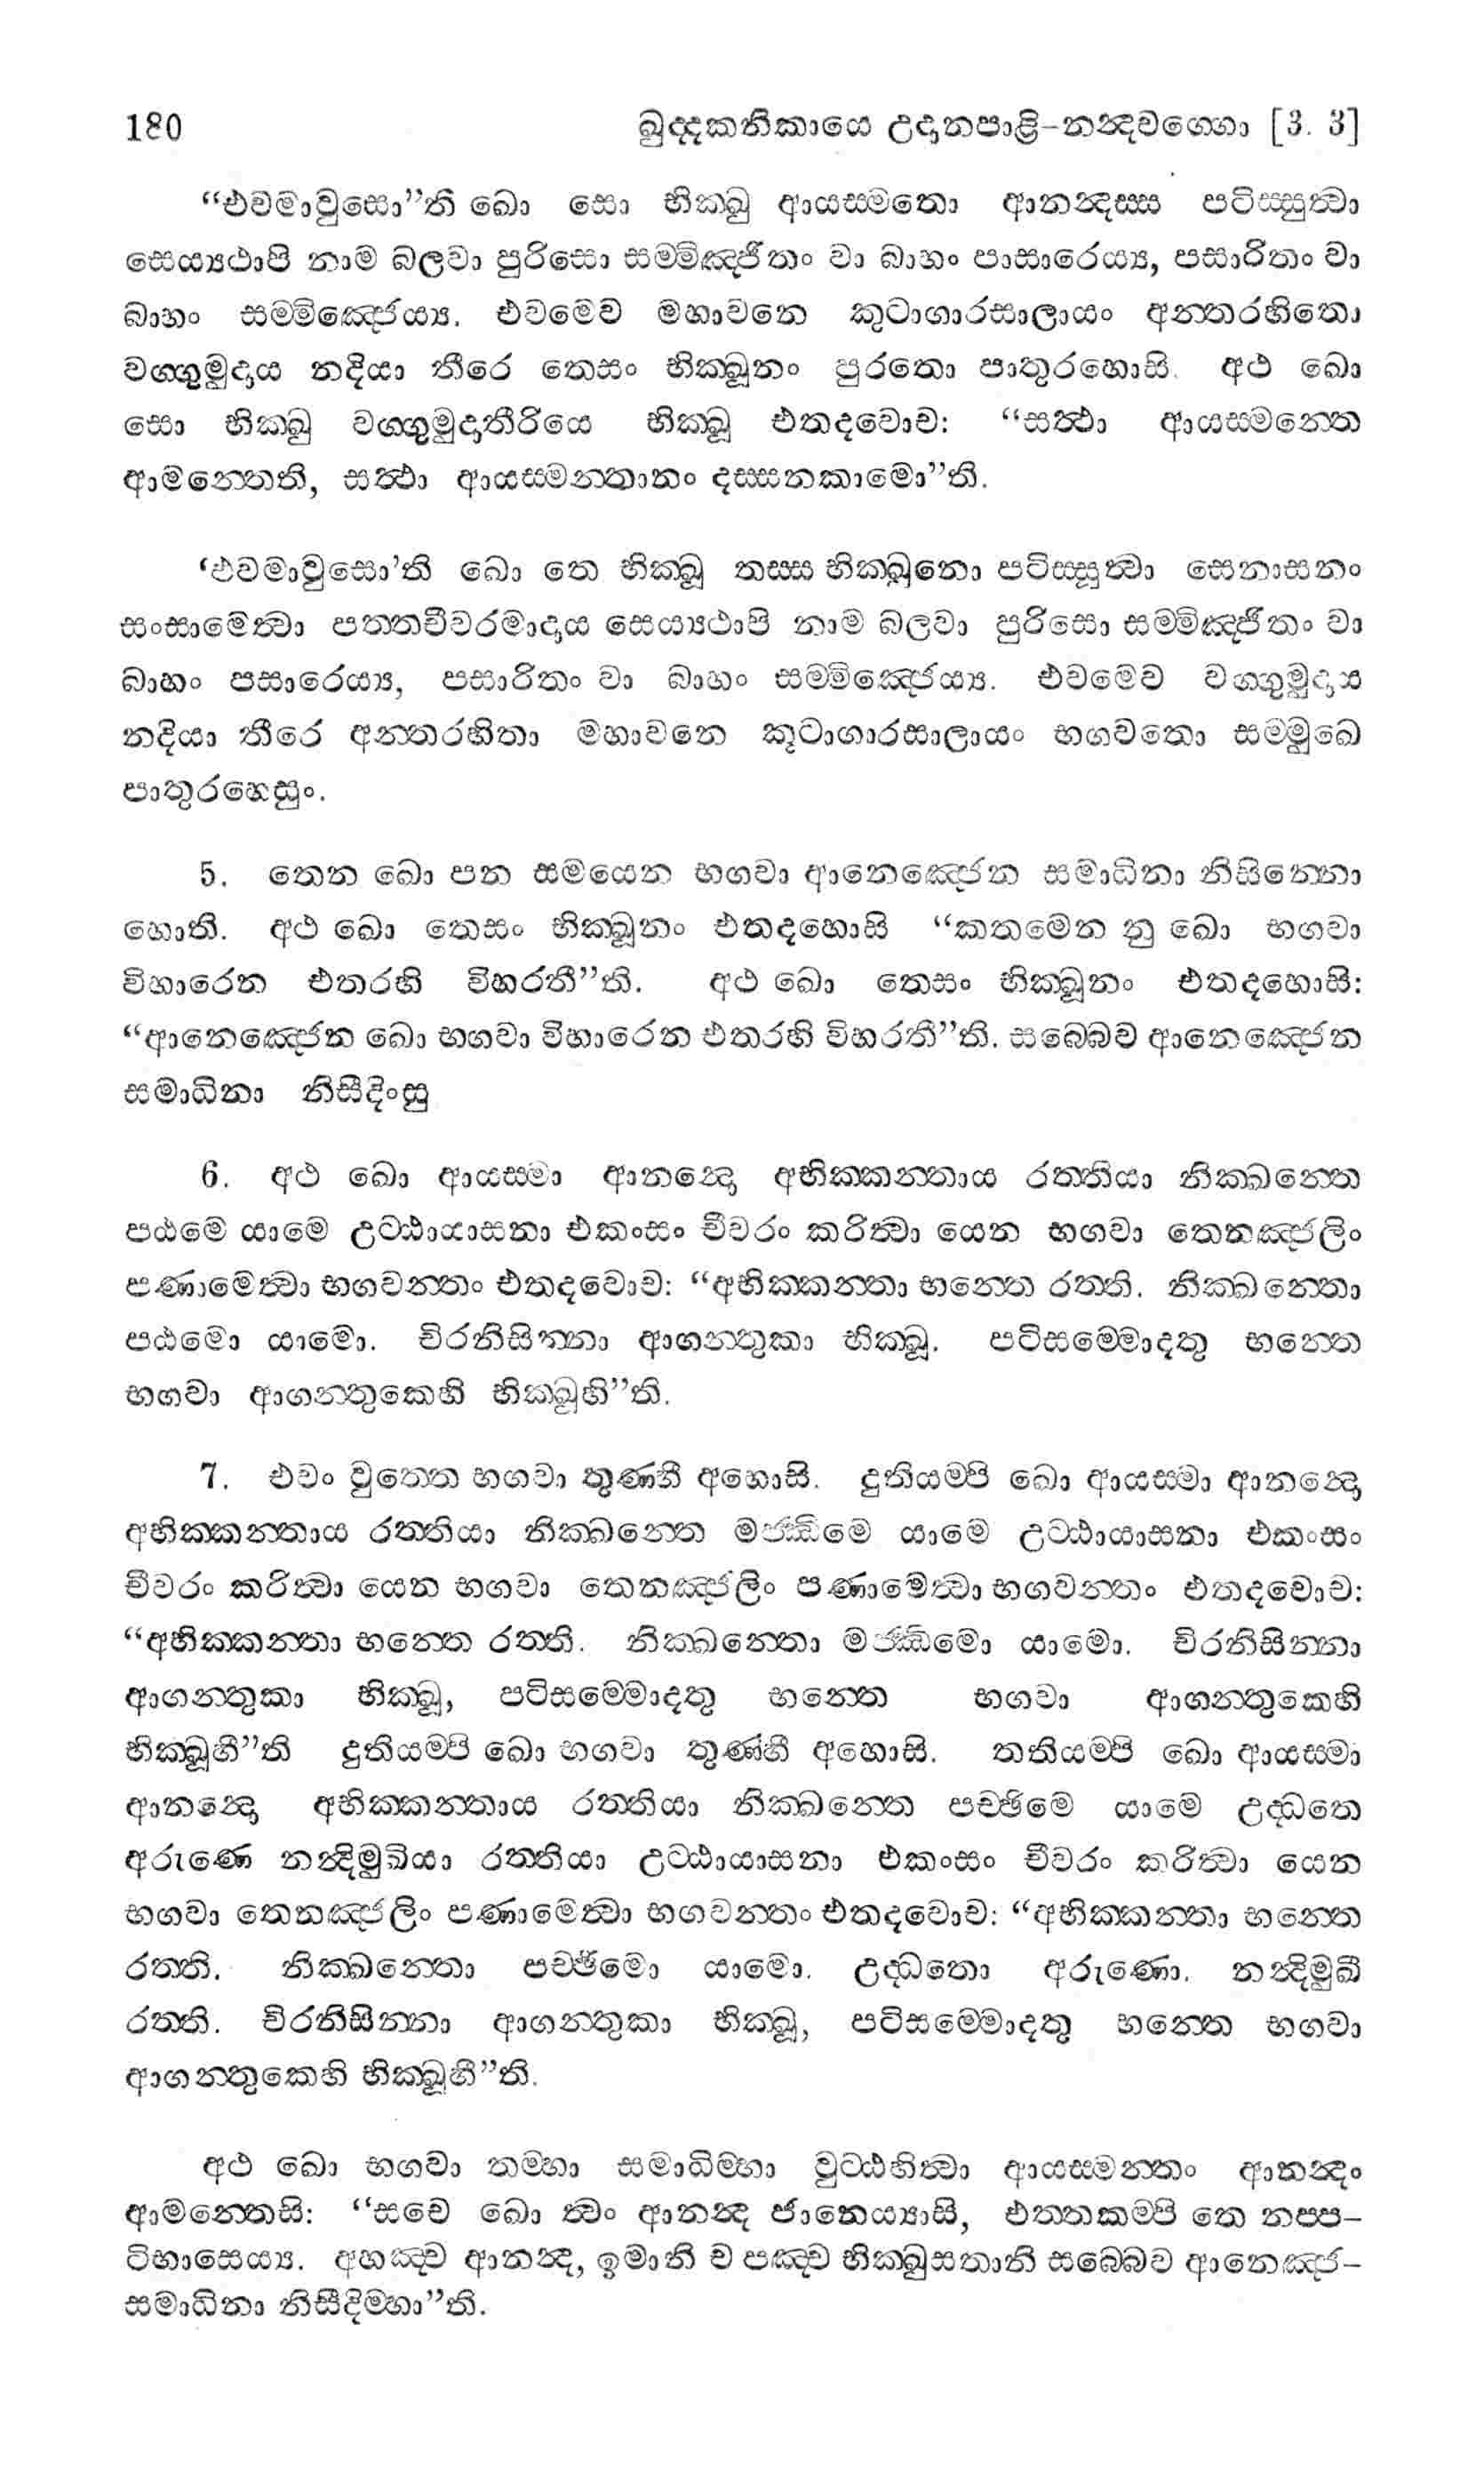 180 ඛුද්දකනිකායෙ උදානපාළි-නන්දවග්ගො [3. 3]
“එවමාවුසො”ති ඛො සො භික්ඛු ආයස්මතො ආනන්දස්ස පටිස්සුත්වා
සෙය්‍යථාපි නාම බලවා පුරිසො සම්මිඤ්ජිතං වා බාහං පාසාරෙය්‍ය, පසාරිතං වා
බාහං සම්මිඤ්ජෙය්‍ය. එවමෙව මහාවනෙ කුටාගාරසාලායං අන්තරහිතො
වග්ගුමුදාය නදියා තීරෙ තෙසං භික්ඛූනං පුරතො පාතුරහොසි. අථ ඛො
සො භික්ඛු වග්ගුමුදාතීරියෙ භික්ඛූ එතදවොච: “සත්ථා ආයස්මන්තෙ
ආමන්තෙති, සත්ථා ආයස්මන්තානං දස්සනකාමො”ති.
‘එවමාවුසො’ති ඛො තෙ භික්ඛූ තස්ස භික්ඛුනො පටිස්සූත්වා සෙනාසනං
සංසාමෙත්වා පත්තචීවරමාදාය සෙය්‍යථාපි නාම බලවා පුරිසො සම්මිඤ්ජිතං වා
බාහං පසාරෙය්‍ය, පසාරිතං වා බාහං සම්මිඤ්ජෙය්‍ය. එවමෙව වග්ගුමුදාය
නදියා තීරෙ අන්තරහිතා මහාවනෙ කූටාගාරසාලායං භගවතො සම්මුඛෙ
පාතුරහෙසුං.
5. තෙන ඛො පන සමයෙන භගවා ආනෙඤ්ජෙන සමාධිනා නිසින්නො
හොති. අථ ඛො තෙසං භික්ඛූනං එතදහොසි “කතමෙන නු ඛො භගවා
විහාරෙන එතරහි විහරතී”ති. අථ ඛො තෙසං භික්ඛූනං එතදහොසි:
“ආනෙඤ්ජෙන ඛො භගවා විහාරෙන එතරහි විහරතී”ති. සබ්බෙව ආනෙඤ්ජෙන
සමාධිනා නිසීදිංසු
6. අථ ඛො ආයස්මා ආනන්දො අභික්කන්තාය රත්තියා නික්ඛන්තෙ
පඨමෙ යාමෙ උට්ඨායාසනා එකංසං චීවරං කරිත්වා යෙන භගවා තෙනඤ්ජලිං
පණාමෙත්වා භගවන්තං එතදවොච: “අභික්කන්තා භන්තෙ රත්ති. නික්ඛන්තො
පඨමො යාමො. චිරනිසින්නා ආගන්තුකා භික්ඛූ. පටිසම්මොදතු භන්තෙ
භගවා ආගන්තුකෙහි භික්ඛූහි”ති.
7. එවං වුත්තෙ භගවා තුණ්හී අහොසි. දුතියම්පි ඛො ආයස්මා ආනන්දො
අභික්කන්තාය රත්තියා නික්ඛන්තෙ මජ්ඣිමෙ යාමෙ උට්ඨායාසනා එකංසං
චීවරං කරිත්වා යෙන භගවා තෙනඤ්ජලිං පණාමෙත්වා භගවන්තං එතදවොච:
“අභික්කන්තා භන්තෙ රත්ති. නික්ඛන්තො මජ්ඣිමො යාමො. චිරනිසින්නා
ආගන්තුකා භික්ඛූ, පටිසම්මොදතු භන්තෙ භගවා ආගන්තුකෙහි
භික්ඛූහී”ති දුතියම්පි ඛො භගවා තුණ්හී අහොසි. තතියම්පි ඛො ආයස්මා
ආනන්දො අභික්කන්තාය රත්තියා නික්ඛන්තෙ පච්ඡිමෙ යාමෙ උද්ධතෙ
අරුණෙ නන්දිමුඛියා රත්තියා උට්ඨායාසනා එකංසං චීවරං කරිත්වා යෙන
භගවා තෙනඤ්ජලිං පණාමෙත්වා භගවන්තං එතදවොච: “අභික්කන්තා භන්තෙ
රත්ති. නික්ඛන්තො පච්ඡිමො යාමො. උද්ධතො අරුණො. නන්දිමුඛී
රත්ති. චිරනිසින්නා ආගන්තුකා භික්ඛූ, පටිසම්මොදතු භන්තෙ භගවා
ආගන්තුකෙහි භික්ඛූහී”ති.
අථ ඛො භගවා තම්හා සමාධිම්හා වුට්ඨහිත්වා ආයස්මන්තං ආනන්දං
ආමන්තෙසි: “සචෙ ඛො ත්වං ආනන්ද ජානෙය්‍යාසි, එත්තකම්පි තෙ නප්ප-
ටිභාසෙය්‍ය. අහඤ්ච ආනන්ද, ඉමානි ච පඤ්ච භික්ඛුසතානි සබ්බෙව ආනෙඤ්ජ-
සමාධිනා නිසීදිම්හා”ති.